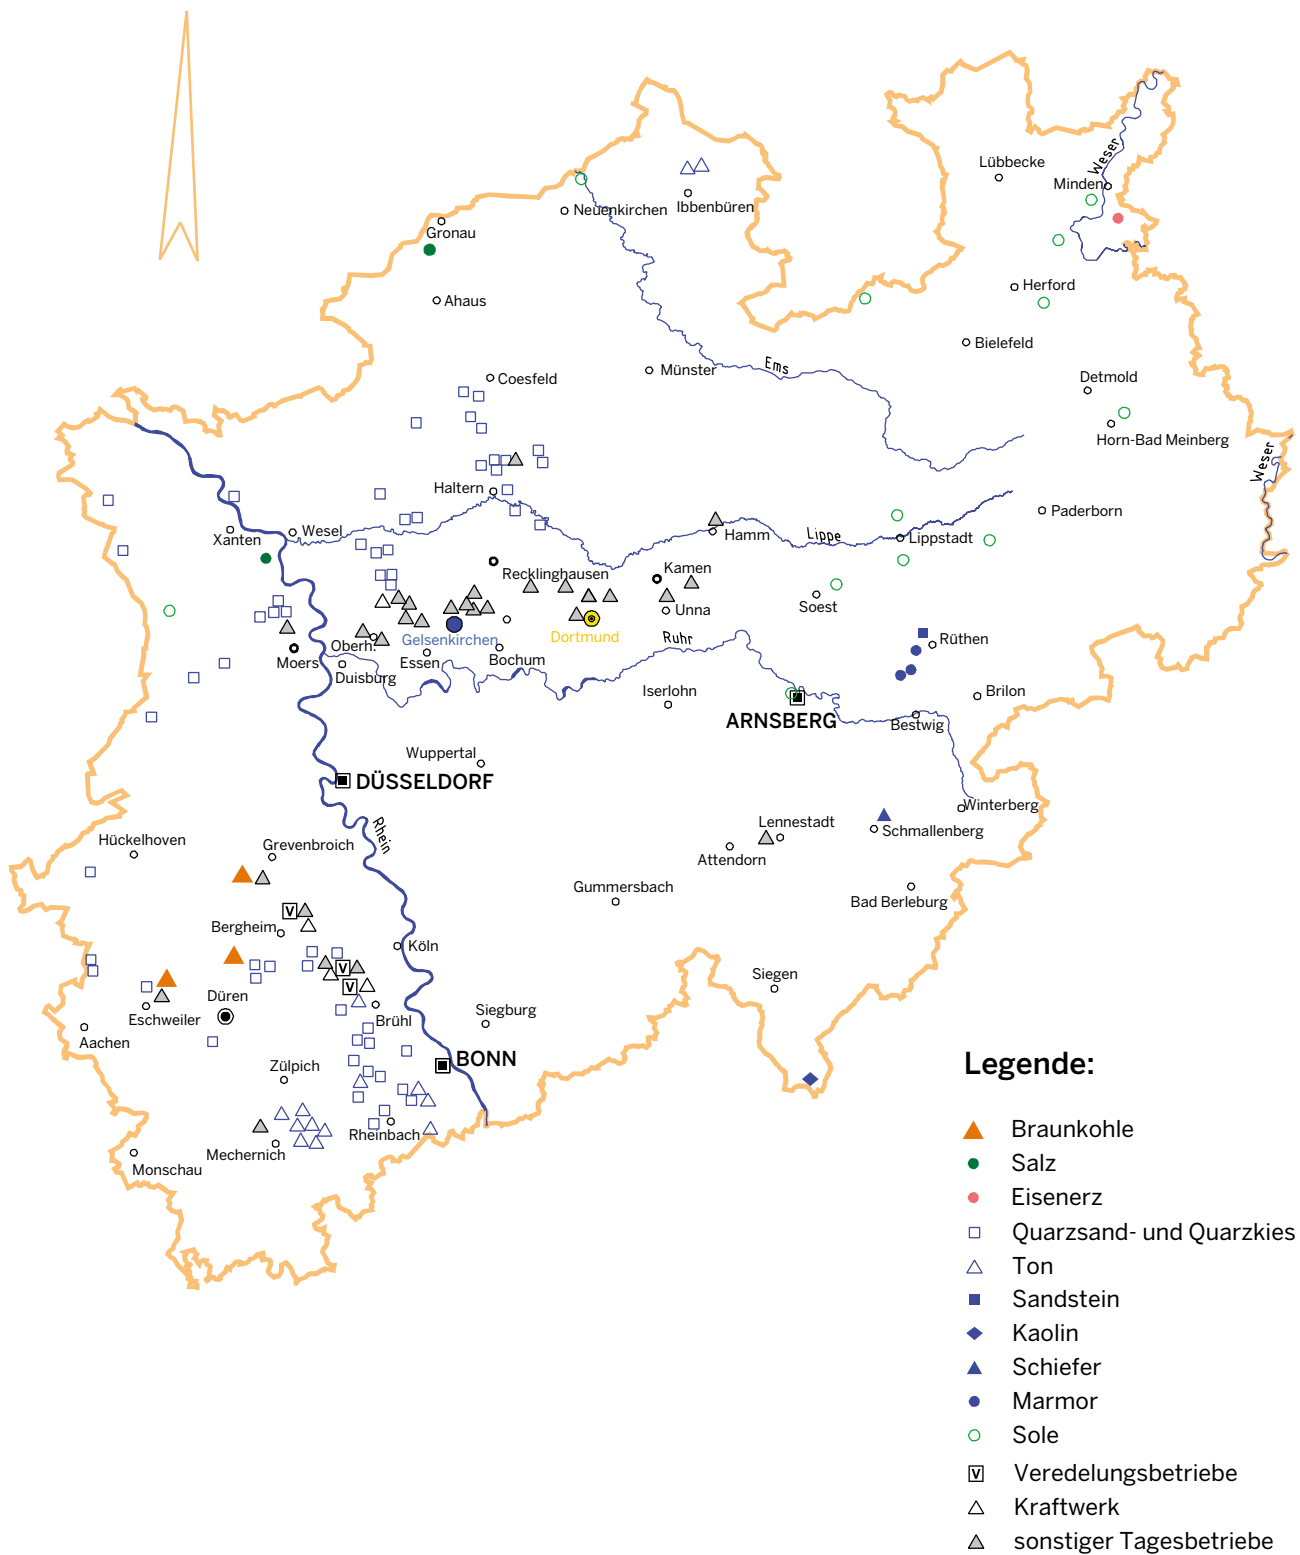 Lübbecke
Weser
Minden
Ibbenbüren
Neuenkirchen
Gronau
Herford
Ahaus
Bielefeld
Ems
Münster
Coesfeld
Detmold
Horn-Bad Meinberg
Weser
Haltern
Paderborn
Wesel
Xanten
Hamm
Lippe
Lippstadt
Recklinghausen
Kamen
Soest
Unna
Gelsenkirchen
Dortmund
Ruhr
Rüthen
Oberh.
Moers
Essen
Bochum
Duisburg
Iserlohn
Brilon
ARNSBERG
Bestwig
Wuppertal
DÜSSELDORF
Winterberg
Rhein
Lennestadt
Schmallenberg
Hückelhoven
Grevenbroich
Attendorn
Gummersbach
Bad Berleburg
V
Bergheim
Köln
V
Siegen
V
Düren
Eschweiler
Brühl
Siegburg
Aachen
BONN
Zülpich
Rheinbach
Mechernich
Monschau
Legende:
Braunkohle
Salz
Eisenerz
Quarzsand- und Quarzkies
Ton
Sandstein
Kaolin
Schiefer
Marmor
Sole
V Veredelungsbetriebe
Kraftwerk
sonstiger Tagesbetriebe